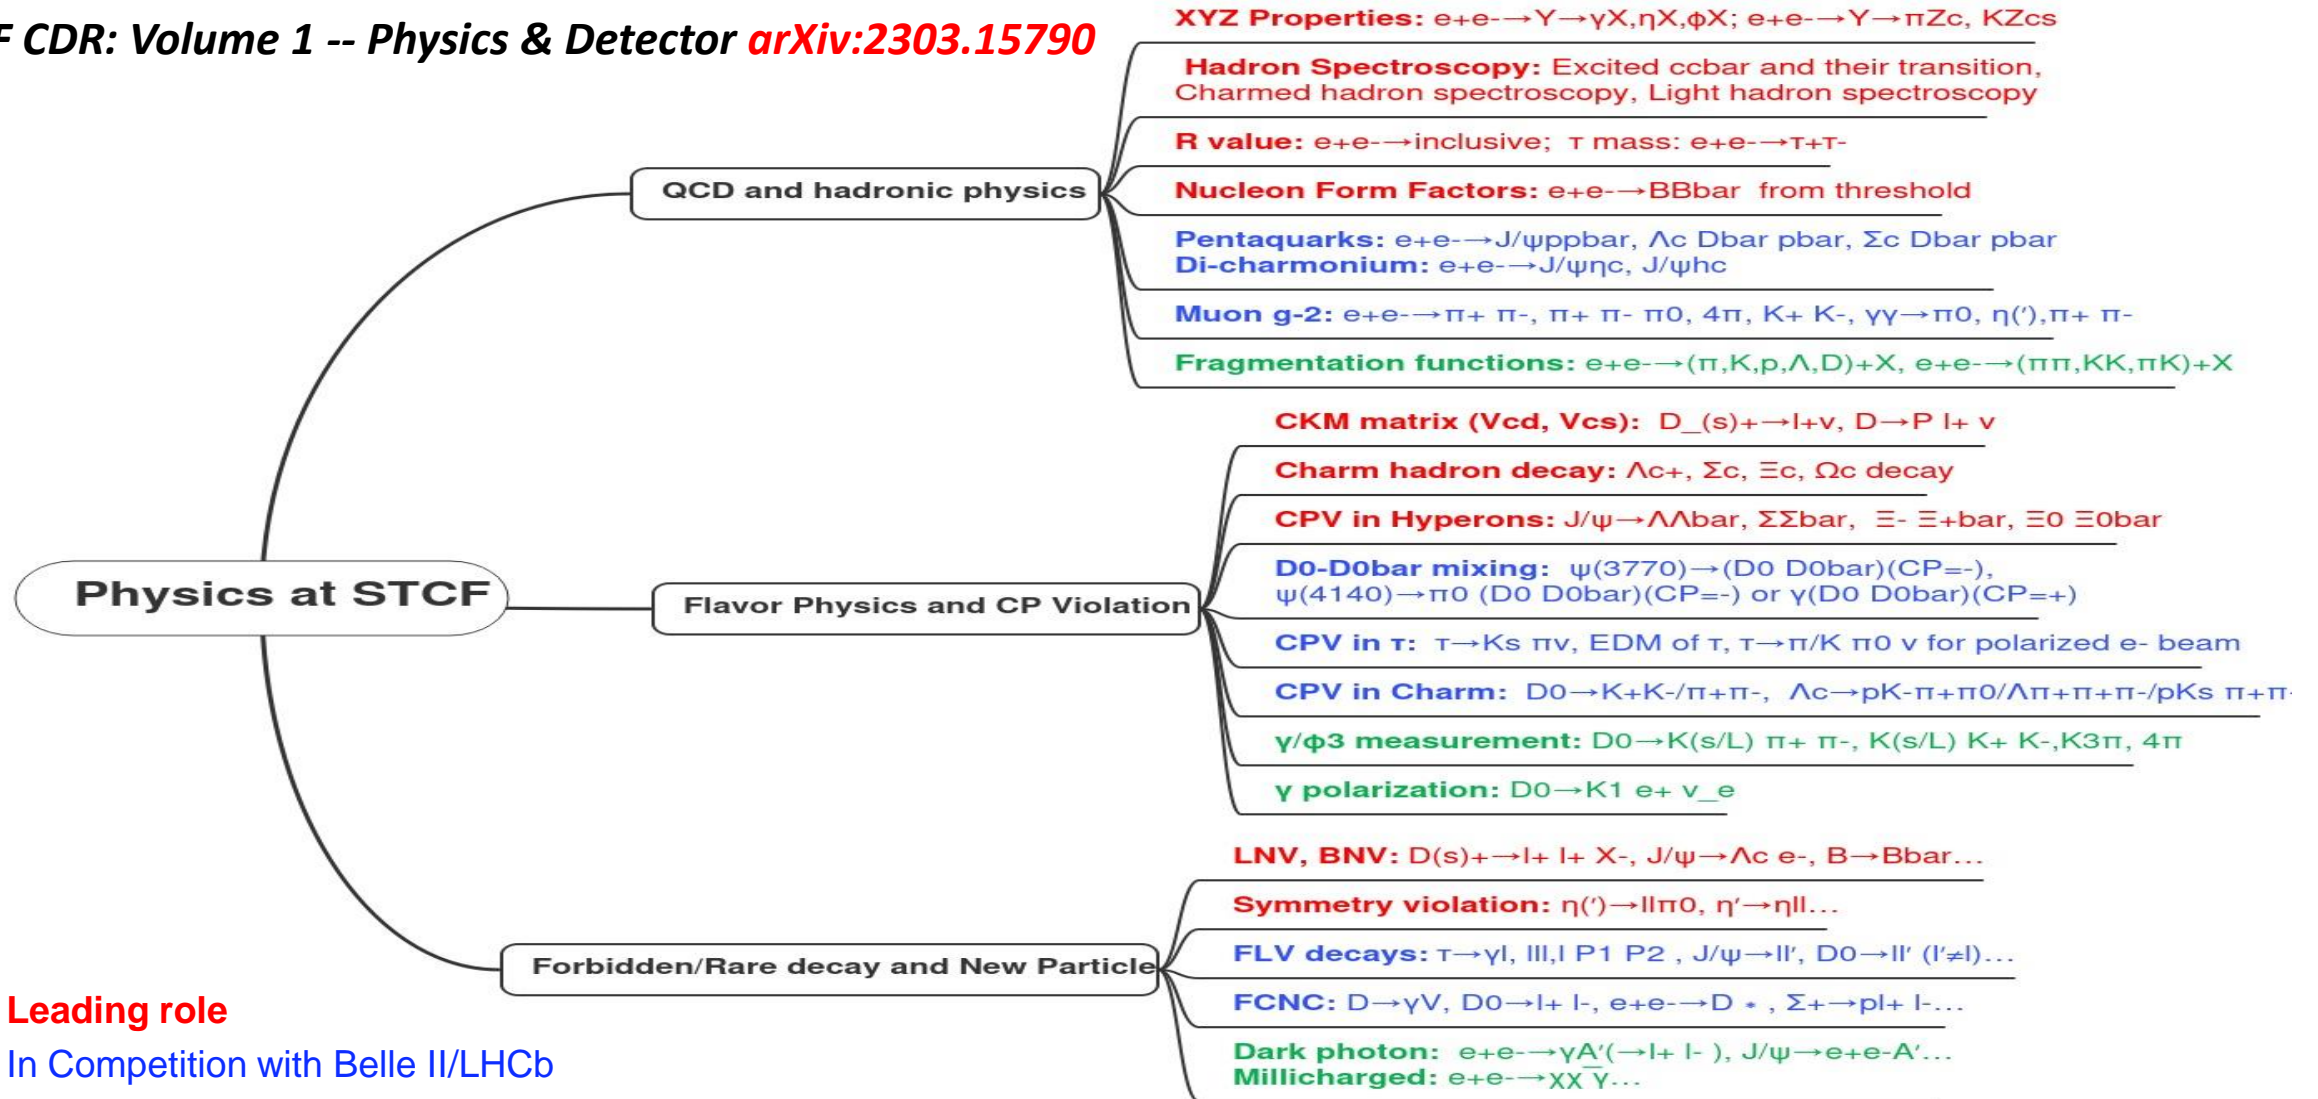 F CDR: Volume 1 -- Physics & Detector arXiv:2303.15790
XYZ Properties: e+e-→Y→γX,ηX,ϕX; e+e-→Y→πZc, KZcs
Hadron Spectroscopy: Excited ccbar and their transition,
Charmed hadron spectroscopy, Light hadron spectroscopy
R value: e+e-→inclusive; τ mass: e+e-→τ+τ-
QCD and hadronic physics
Nucleon Form Factors: e+e-→BBbar from threshold
Pentaquarks: e+e-→J/ψppbar, Λc Dbar pbar, Σc Dbar pbar
Di-charmonium: e+e-→J/ψηc, J/ψhc
Muon g-2: e+e-→π+ π-, π+ π- π0, 4π, K+ K-, γγ→π0, η(′),π+ π-
Fragmentation functions: e+e-→(π,K,p,Λ,D)+X, e+e-→(ππ,KK,πK)+X
CKM matrix (Vcd, Vcs): D_(s)+→l+ν, D→P l+ ν
Charm hadron decay: Λc+, Σc, Ξc, Ωc decay
CPV in Hyperons: J/ψ→ΛΛbar, ΣΣbar, Ξ- Ξ+bar, Ξ0 Ξ0bar
D0-D0bar mixing: ψ(3770)→(D0 D0bar)(CP=-),
ψ(4140)→π0 (D0 D0bar)(CP=-) or γ(D0 D0bar)(CP=+)
Physics at STCF
Flavor Physics and CP Violation
CPV in τ: τ→Ks πν, EDM of τ, τ→π/K π0 ν for polarized e- beam
CPV in Charm: D0→K+K-/π+π-, Λc→pK-π+π0/Λπ+π+π-/pKs π+π-
γ/ϕ3 measurement: D0→K(s/L) π+ π-, K(s/L) K+ K-,K3π, 4π
γ polarization: D0→K1 e+ ν_e
LNV, BNV: D(s)+→l+ l+ X-, J/ψ→Λc e-, B→Bbar…
Symmetry violation: η(′)→llπ0, η′→ηll…
FLV decays: τ→γl, lll,l P1 P2 , J/ψ→ll′, D0→ll′ (l′≠l)…
Forbidden/Rare decay and New Particle
FCNC: D→γV, D0→l+ l-, e+e-→D * , Σ+→pl+ l-…
Dark photon: e+e-→γA′(→l+ l- ), J/ψ→e+e-A′…
Millicharged: e+e-→χχ̅γ…
Leading role
In Competition with Belle II/LHCb